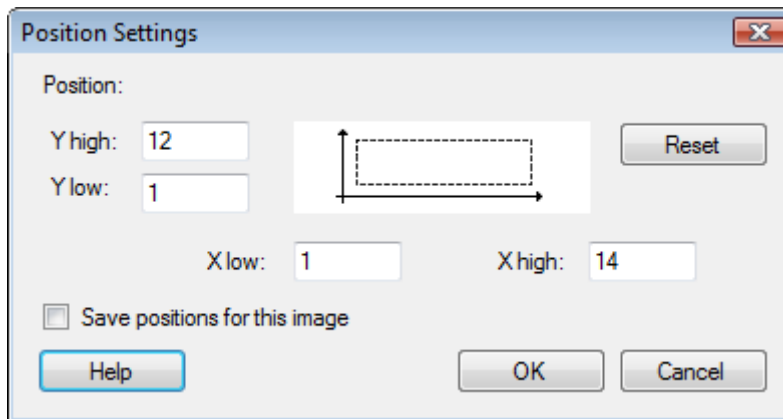 Position Settings
Position:
Y high: 12
Reset
Y low: 1
X low: 1 X high: 14
Save positions for this image
Help OK Cancel